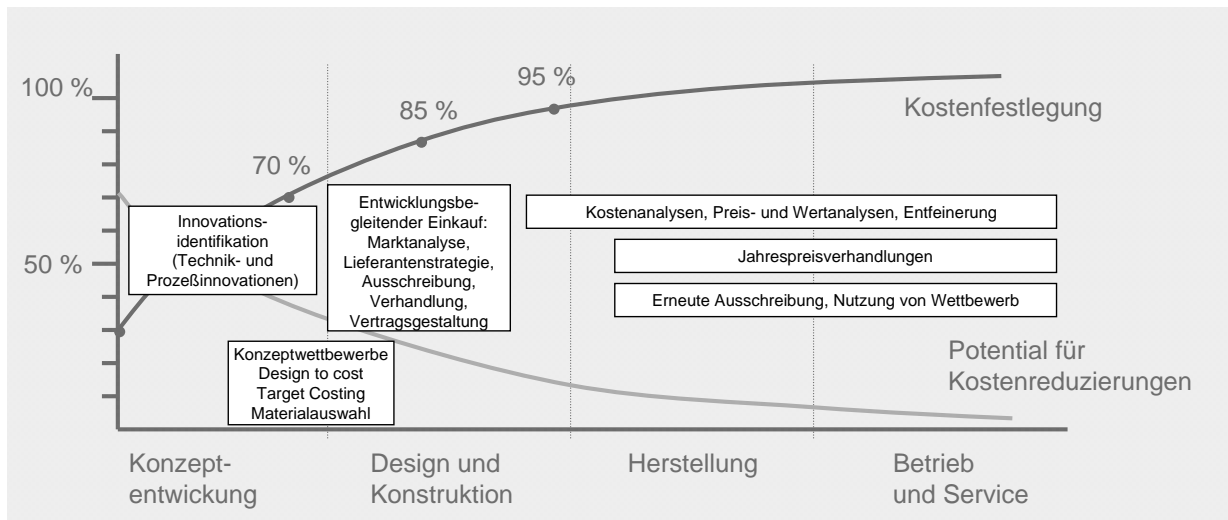 100 %
50 %
70 %
85 %
95 %
Kostenfestlegung
Innovations-
identifikation
(Technik- und
Prozeßinnovationen)
Entwicklungsbe-
gleitender Einkauf:
Marktanalyse,
Lieferantenstrategie,
Ausschreibung,
Verhandlung,
Vertragsgestaltung
Kostenanalysen, Preis- und Wertanalysen, Entfeinerung
Jahrespreisverhandlungen
Erneute Ausschreibung, Nutzung von Wettbewerb
Konzeptwettbewerbe
Design to cost
Target Costing
Materialauswahl
Potential für
Kostenreduzierungen
Konzept-
entwickung
Design und
Konstruktion
Herstellung
Betrieb
und Service